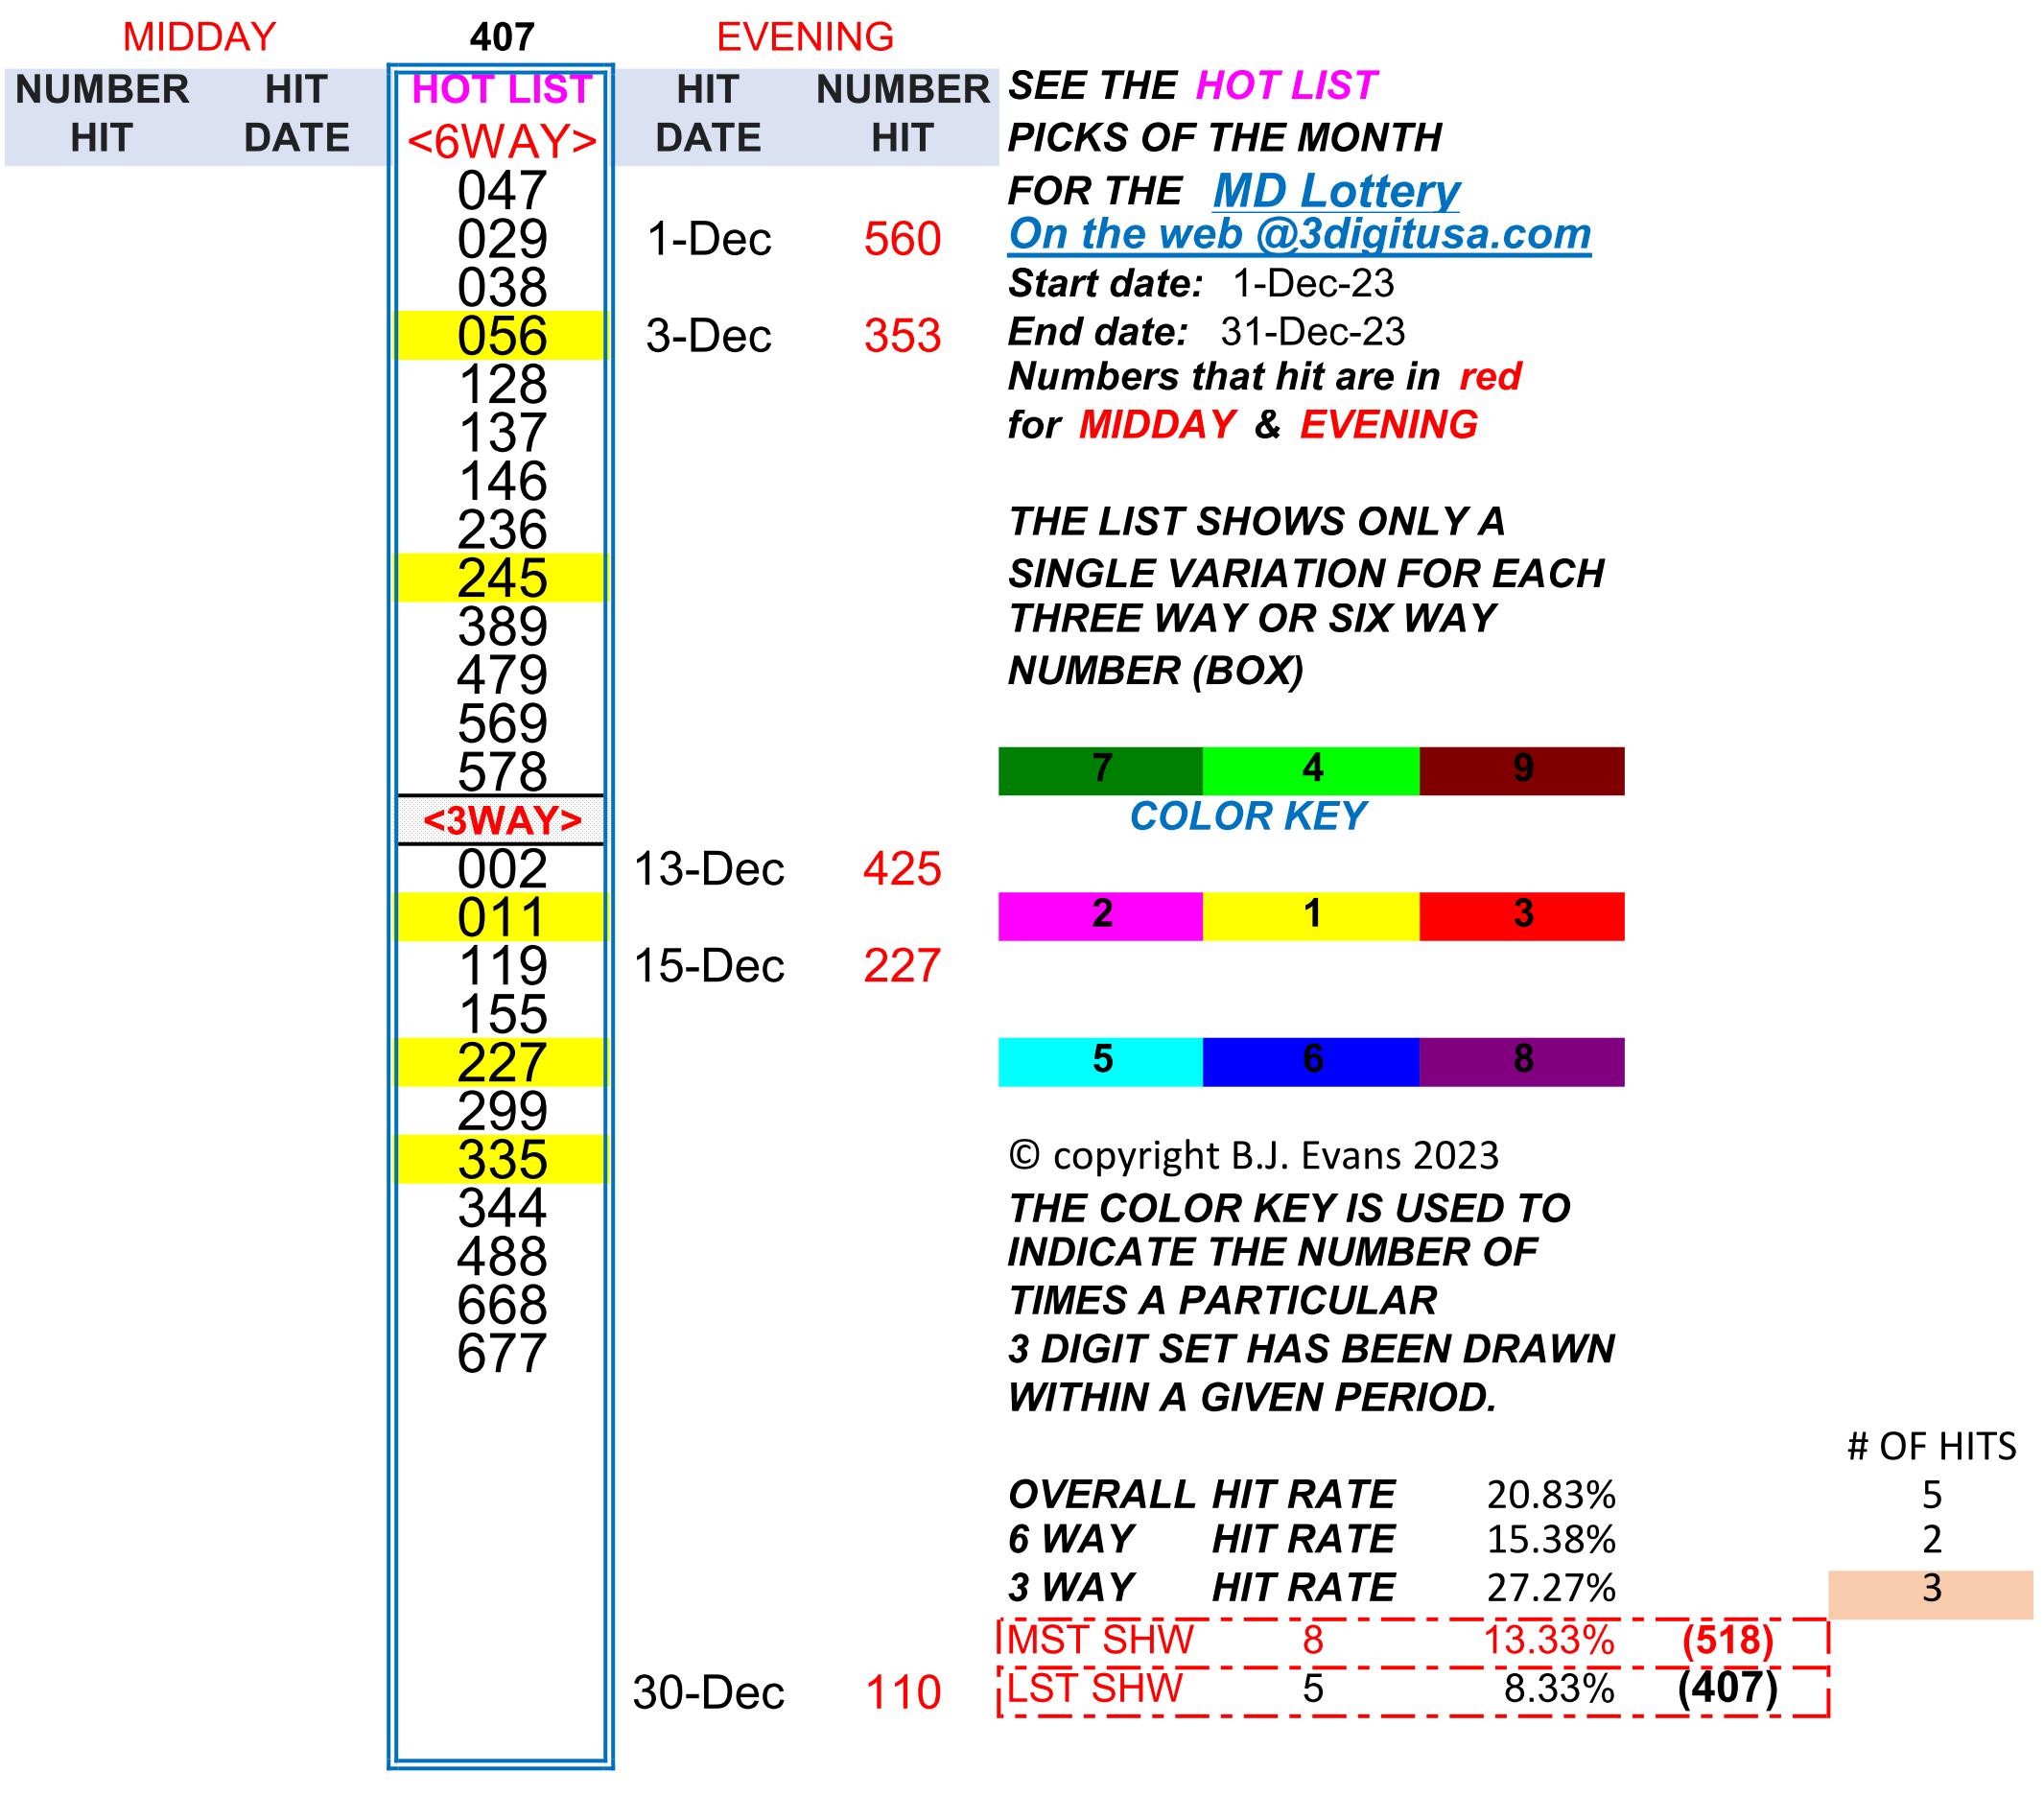 MIDDAY 407 EVENING
NUMBER HIT HOT LIST HIT NUMBER SEE THE HOT LIST
HIT DATE <6WAY> DATE HIT PICKS OF THE MONTH
047 FOR THE MD Lottery
029 1-Dec 560 On the web @3digitusa.com
038 Start date: 1-Dec-23
056 3-Dec 353 End date: 31-Dec-23
128 Numbers that hit are in red
137 for MIDDAY & EVENING
146
236 THE LIST SHOWS ONLY A
245 SINGLE VARIATION FOR EACH
389 THREE WAY OR SIX WAY
479 NUMBER (BOX)
569
578 7 4 9
<3WAY> COLOR KEY
002 13-Dec 425
011 2 1 3
119 15-Dec 227
155
227 5 6 8
299
335 © copyright B.J. Evans 2023
344 THE COLOR KEY IS USED TO
488 INDICATE THE NUMBER OF
668 TIMES A PARTICULAR
677 3 DIGIT SET HAS BEEN DRAWN
WITHIN A GIVEN PERIOD.
# OF HITS
OVERALL HIT RATE 20.83% 5
6 WAY HIT RATE 15.38% 2
3 WAY HIT RATE 27.27% 3
MST SHW 8 13.33% (518)
30-Dec 110 LST SHW 5 8.33% (407)